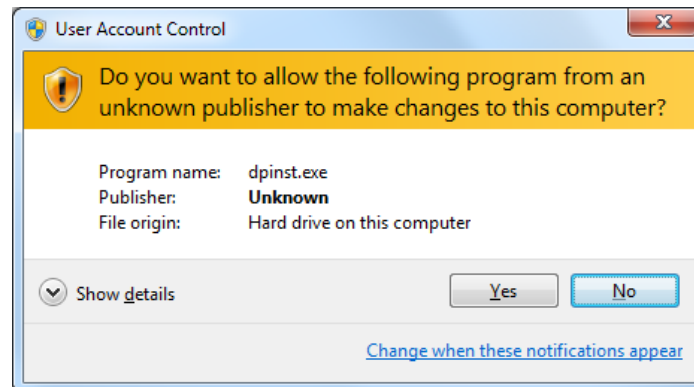 User Account Control
Do you want to allow the following program from an
unknown publisher to make changes to this computer?
Program name: dpinst.exe
Publisher: Unknown
File origin: Hard drive on this computer
Show details
Yes No
Change when these notifications appear